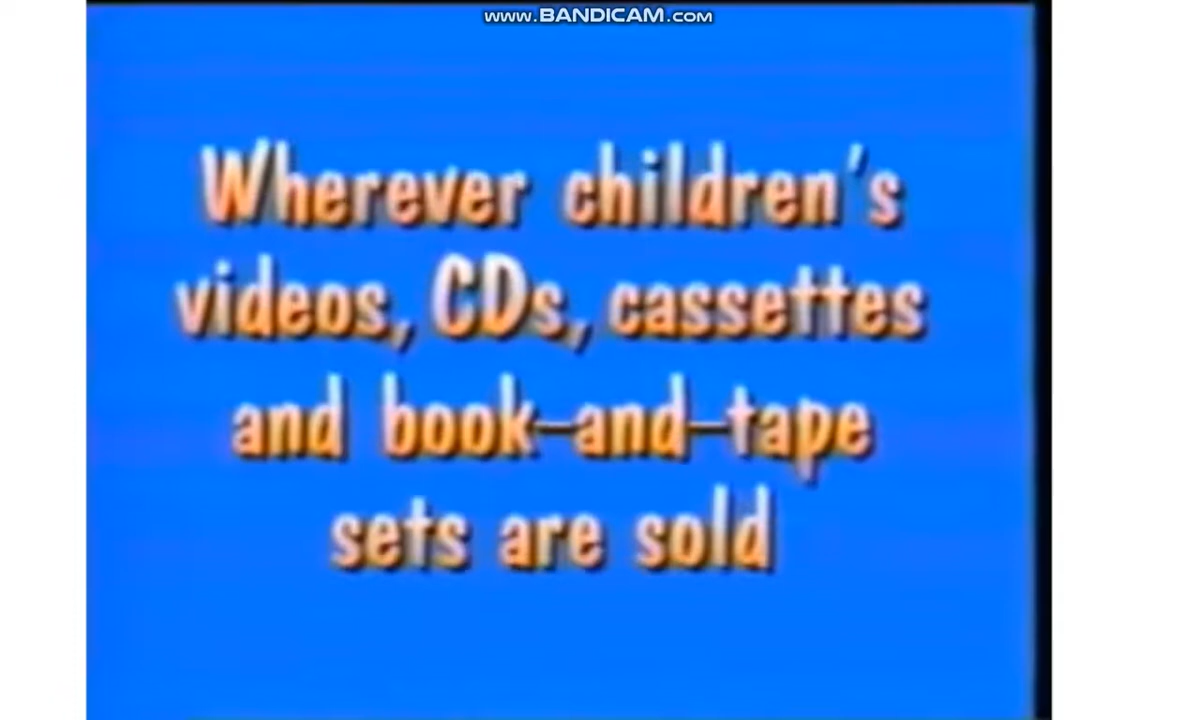 www.BANDICAM.com
Wherever children's
videos, CDs, cassettes
and book-and-tape
sets are sold